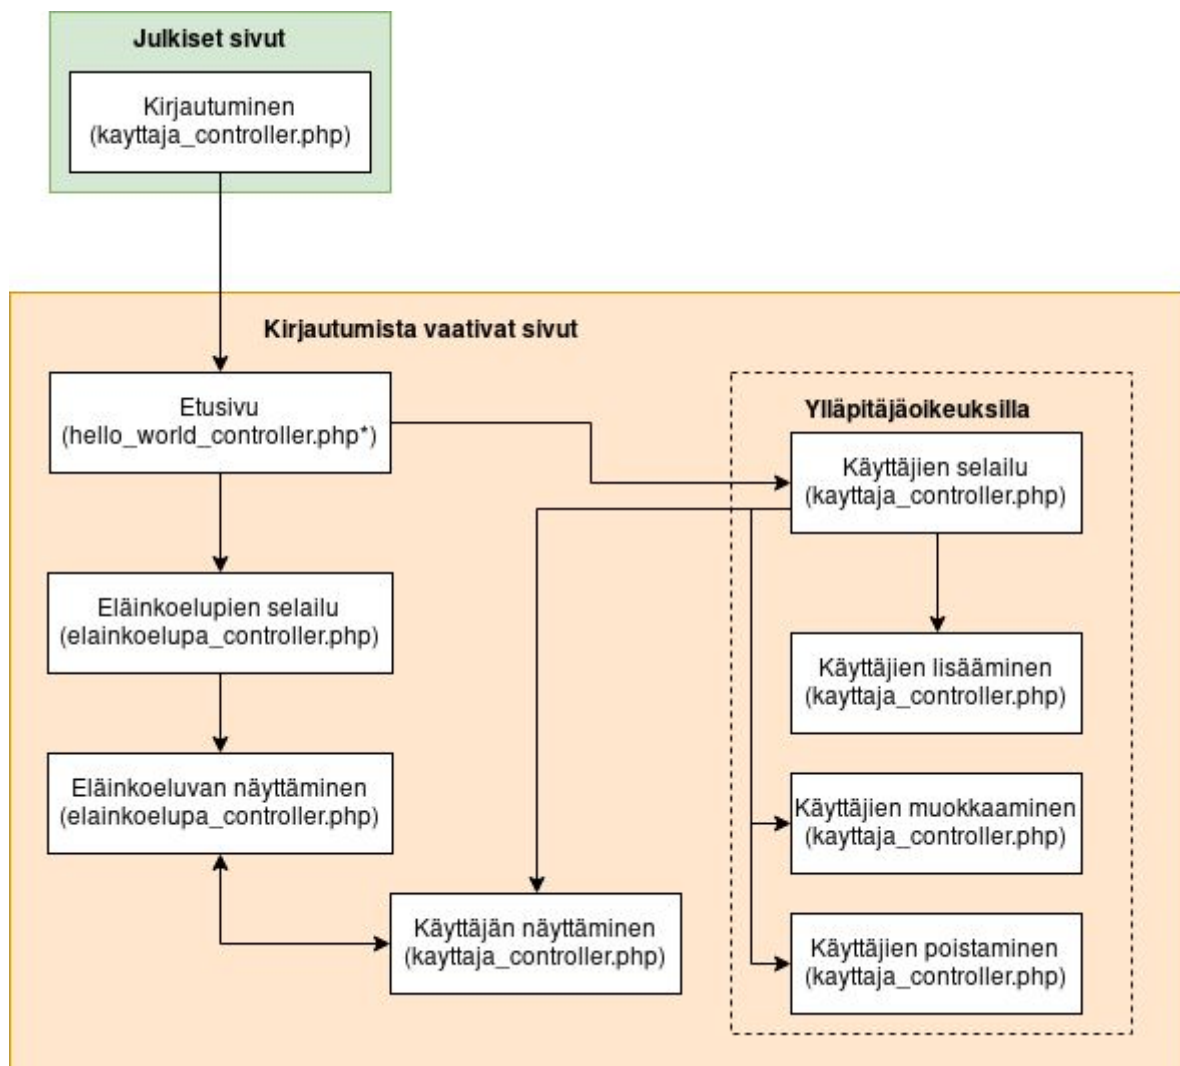 Julkiset sivut
Kirjautuminen
(kayttaja_controller.php)
Kirjautumista vaativat sivut
Etusivu
(hello_world_controller.php*)
Ylläpitäjäoikeuksilla
Käyttäjien selailu
(kayttaja_controller.php)
Eläinkoelupien selailu
(elainkoelupa_controller.php)
Käyttäjien lisääminen
(kayttaja_controller.php)
Eläinkoeluvan näyttäminen
(elainkoelupa_controller.php)
Käyttäjien muokkaaminen
(kayttaja_controller.php)
Käyttäjän näyttäminen
(kayttaja_controller.php)
Käyttäjien poistaminen
(kayttaja_controller.php)